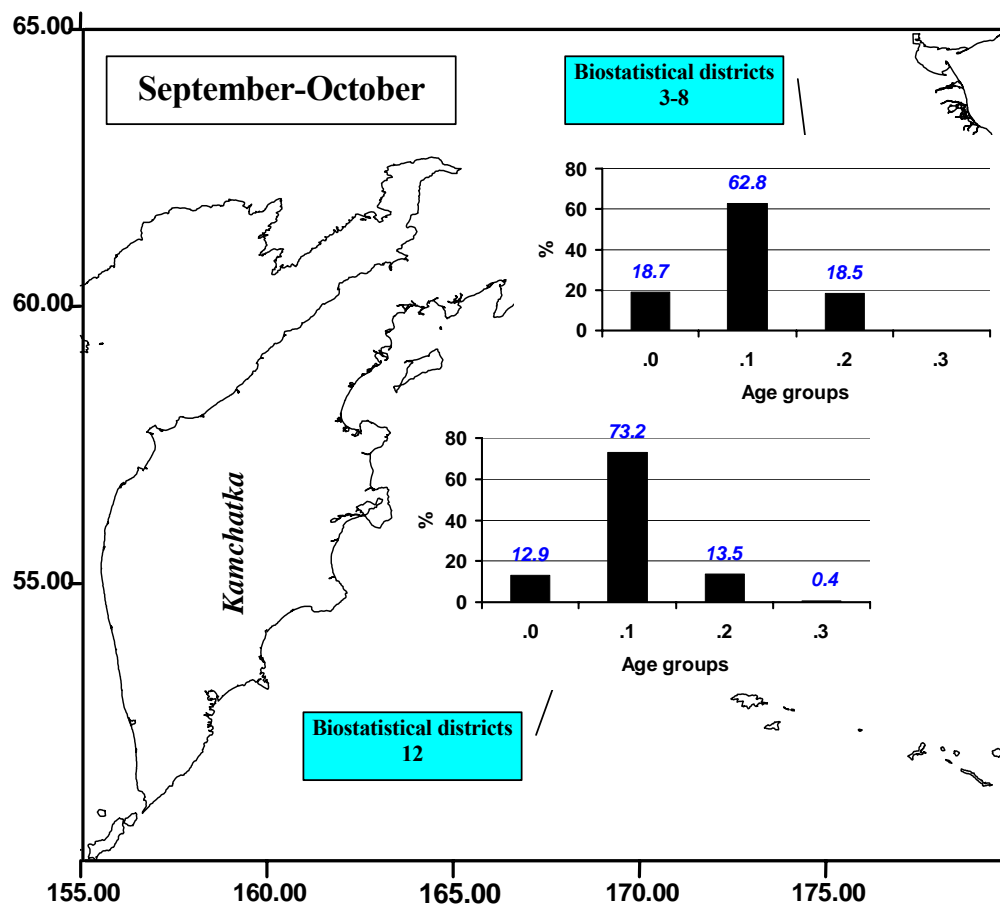 65.00
September-October
Biostatistical districts
3-8
80
62.8
60
%
40
18.7
18.5
20
0
.0 .1 .2 .3
Age groups
60.00
80
73.2
60
%
40
12.9
13.5
20
0.4
0
.0 .1 .2 .3
Age groups
Kamchatka
55.00
Biostatistical districts
12
155.00 160.00 165.00 170.00 175.00